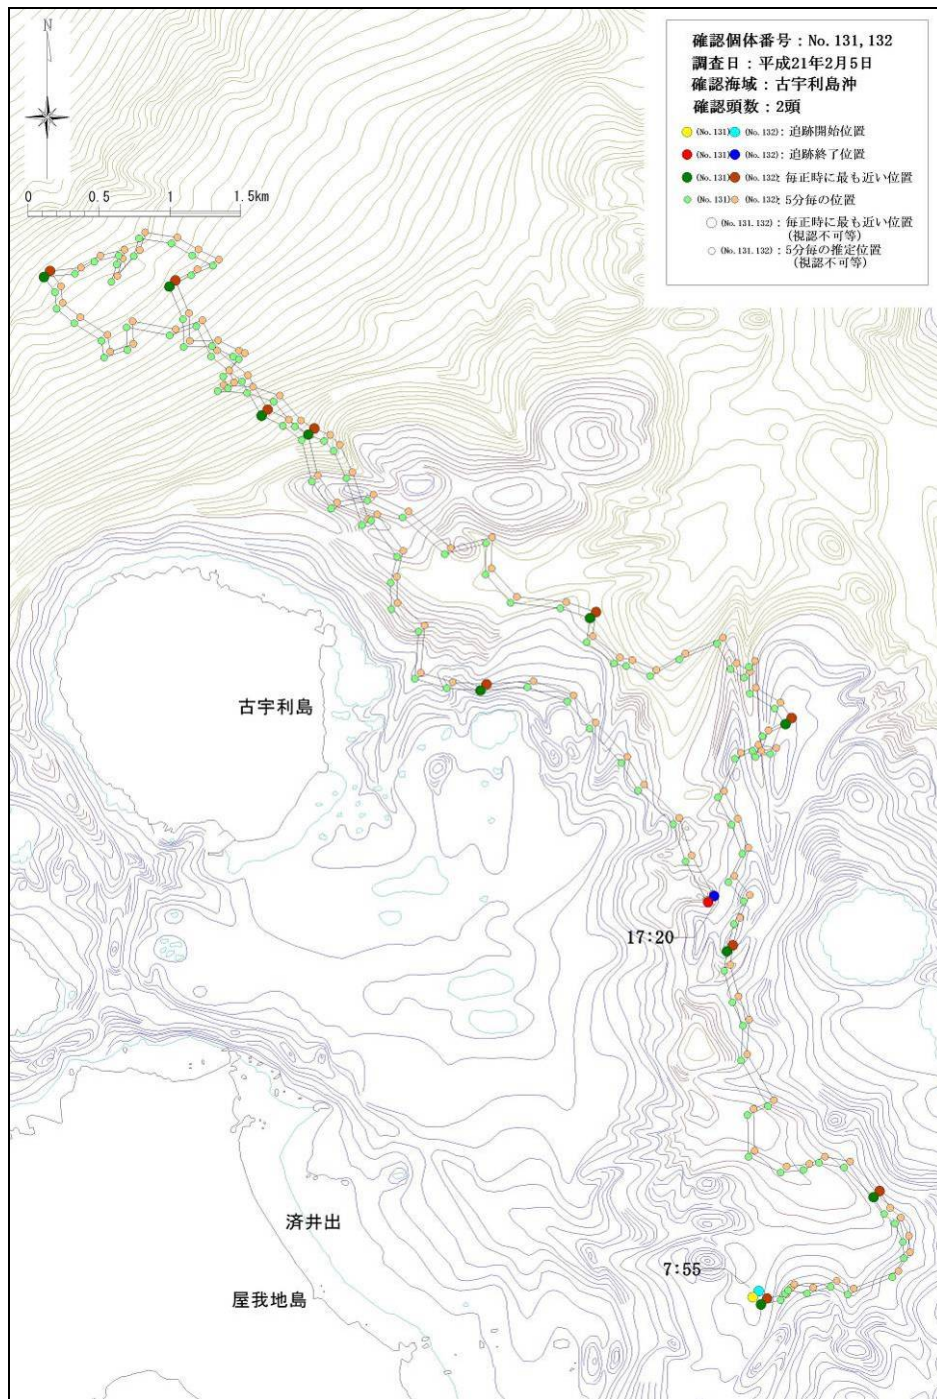 N
0 0.5 1 1.5km
確認個体番号：No.131,132
調査日：平成21年2月5日
確認海域：古宇利島沖
確認頭数：2頭
(No.131) (No.132)：追跡開始位置
(No.131) (No.132)：追跡終了位置
(No.131) (No.132)：毎正時に最も近い位置
(No.131) (No.132)：5分毎の位置
(No.131.132)：毎正時に最も近い位置
(視認不可等)
(No.131.132)：5分毎の推定位置
(視認不可等)
古宇利島
17:20
済井出
7:55
屋我地島